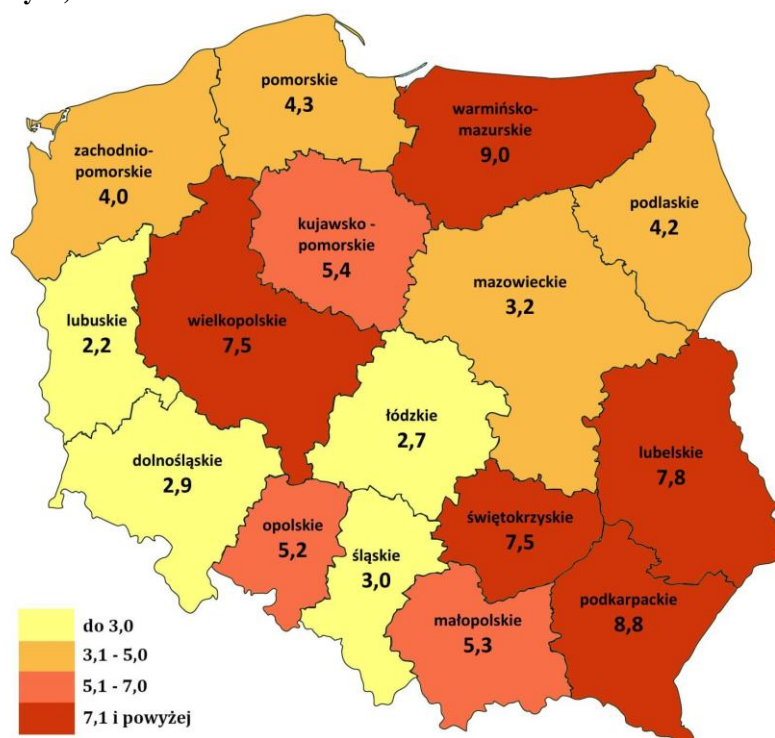 pomorskie
4,3
warmińsko-
mazurskie
9,0
zachodnio-
pomorskie
4,0
podlaskie
4,2
kujawsko -
pomorskie
5,4
mazowieckie
3,2
lubuskie
2,2
wielkopolskie
7,5
łódzkie
2,7
lubelskie
7,8
dolnośląskie
2,9
opolskie
5,2
śląskie
3,0
świętokrzyskie
7,5
małopolskie
5,3
podkarpackie
8,8
do 3,0
3,1 - 5,0
5,1 - 7,0
7,1 i powyżej